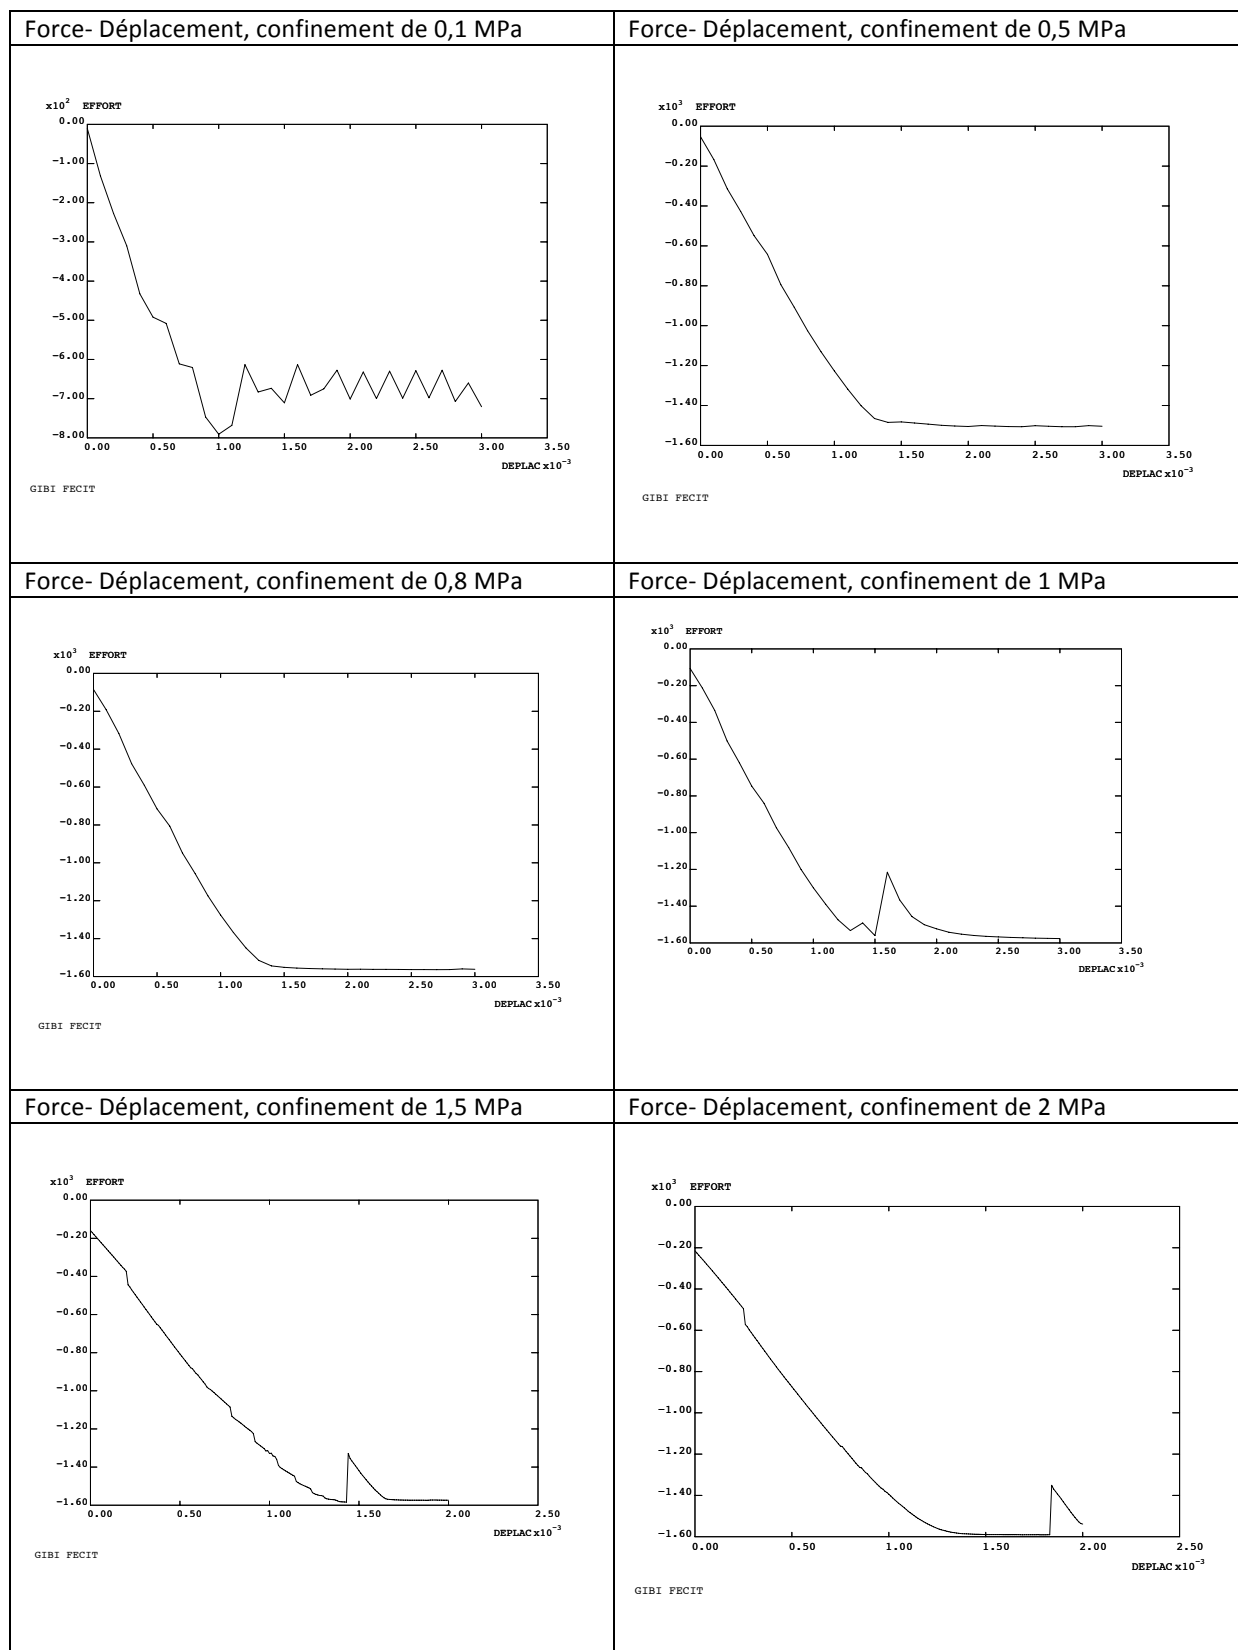 Force- Déplacement, confinement de 0,1 MPa
x10² EFFORT
0.00
-1.00
-2.00
-3.00
-4.00
-5.00
-6.00
-7.00
-8.00
0.00 0.50 1.00 1.50 2.00 2.50 3.00 3.50
DEPLAC x10⁻³
GIBI FECIT
Force- Déplacement, confinement de 0,5 MPa
x10³ EFFORT
0.00
-0.20
-0.40
-0.60
-0.80
-1.00
-1.20
-1.40
-1.60
0.00 0.50 1.00 1.50 2.00 2.50 3.00 3.50
DEPLAC x10⁻³
GIBI FECIT
Force- Déplacement, confinement de 0,8 MPa
x10³ EFFORT
0.00
-0.20
-0.40
-0.60
-0.80
-1.00
-1.20
-1.40
-1.60
0.00 0.50 1.00 1.50 2.00 2.50 3.00 3.50
DEPLAC x10⁻³
GIBI FECIT
Force- Déplacement, confinement de 1 MPa
x10³ EFFORT
0.00
-0.20
-0.40
-0.60
-0.80
-1.00
-1.20
-1.40
-1.60
0.00 0.50 1.00 1.50 2.00 2.50 3.00 3.50
DEPLAC x10⁻³
Force- Déplacement, confinement de 1,5 MPa
x10³ EFFORT
0.00
-0.20
-0.40
-0.60
-0.80
-1.00
-1.20
-1.40
-1.60
0.00 0.50 1.00 1.50 2.00 2.50
DEPLAC x10⁻³
GIBI FECIT
Force- Déplacement, confinement de 2 MPa
x10³ EFFORT
0.00
-0.20
-0.40
-0.60
-0.80
-1.00
-1.20
-1.40
-1.60
0.00 0.50 1.00 1.50 2.00 2.50
DEPLAC x10⁻³
GIBI FECIT